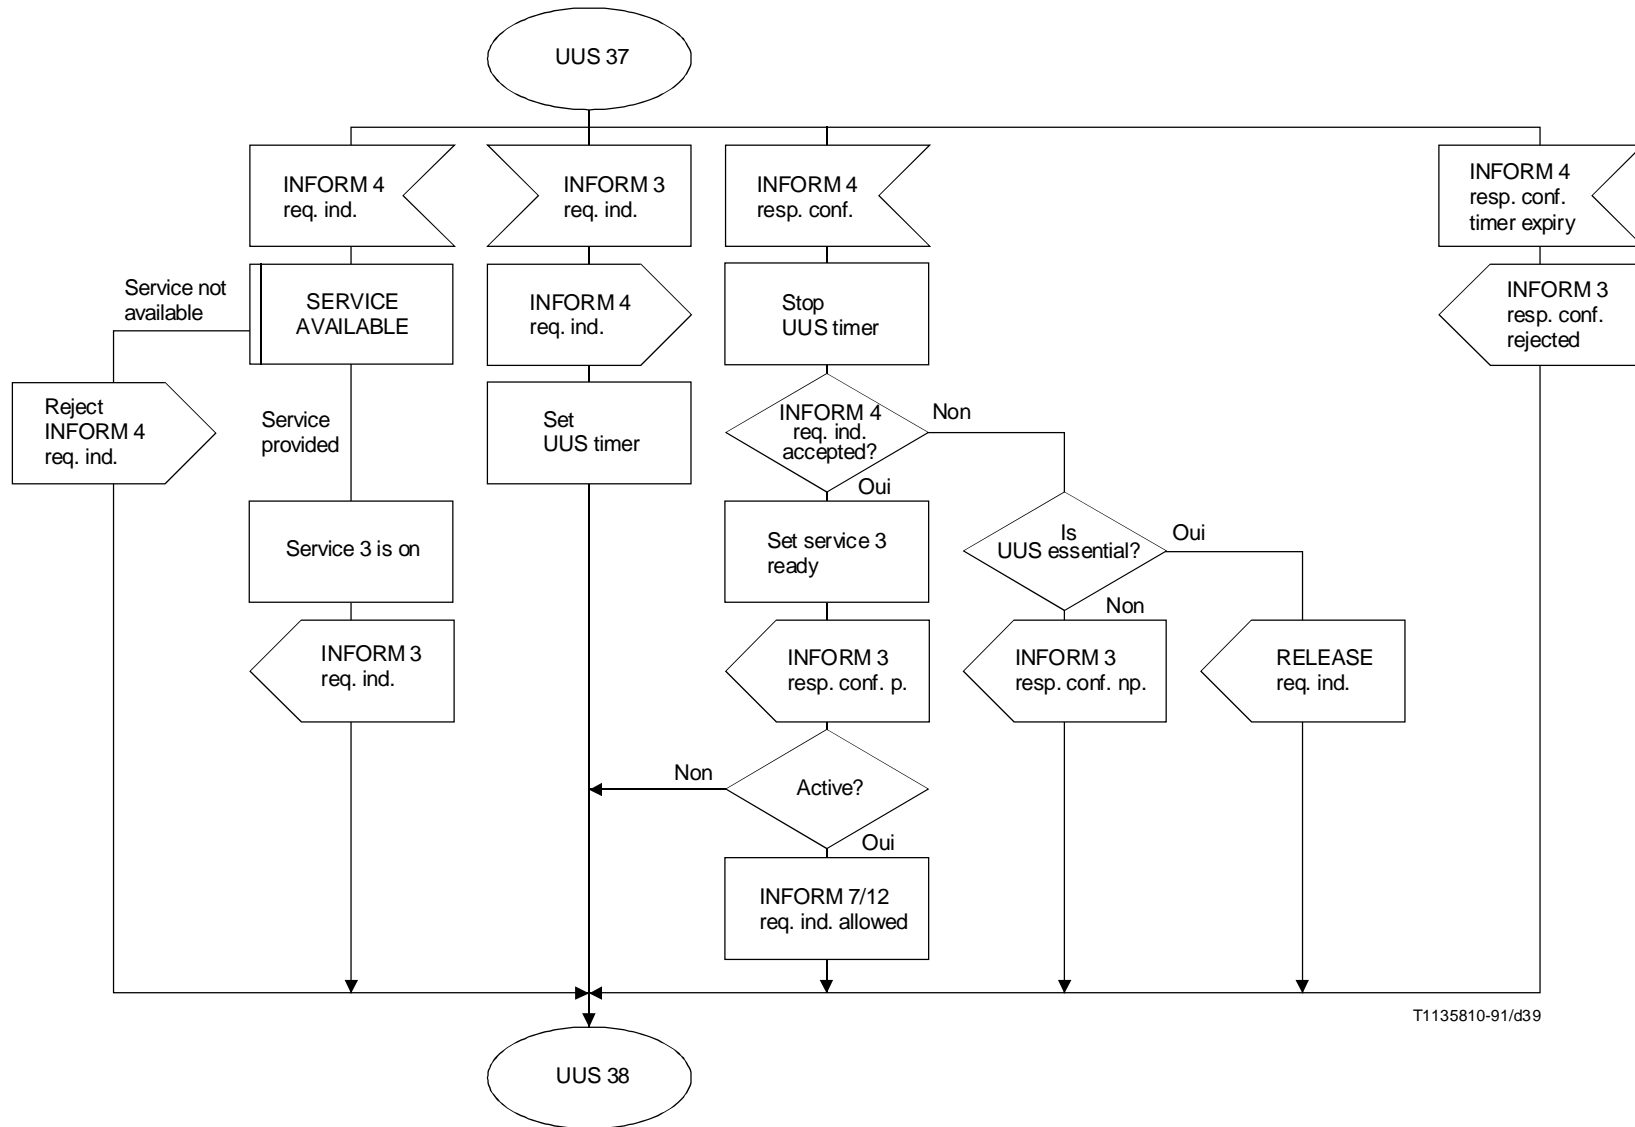 UUS 37
INFORM 4
req. ind.
INFORM 3
req. ind.
INFORM 4
resp. conf.
INFORM 4
resp. conf.
timer expiry
Service not
available
SERVICE
AVAILABLE
INFORM 4
req. ind.
Stop
UUS timer
INFORM 3
resp. conf.
rejected
Reject
INFORM 4
req. ind.
Service
provided
Set
UUS timer
INFORM 4
req. ind.
accepted?
Non
Oui
Service 3 is on
Set service 3
ready
Is
UUS essential?
Oui
Non
INFORM 3
req. ind.
INFORM 3
resp. conf. p.
INFORM 3
resp. conf. np.
RELEASE
req. ind.
Non
Active?
Oui
INFORM 7/12
req. ind. allowed
T1135810-91/d39
UUS 38